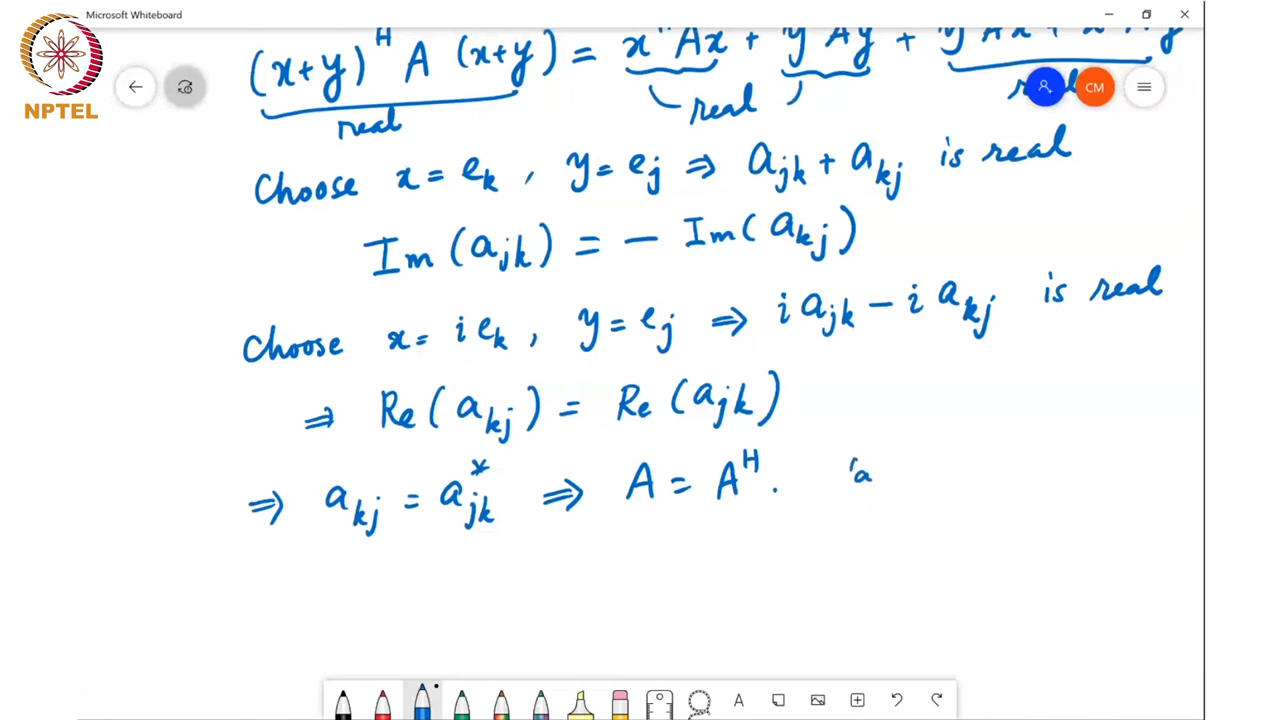 Microsoft Whiteboard
(x+y)^H A (x+y) = x^H Ax + y Ay + y Ax + x Ay
real real real
NPTEL
CM
Choose x = e_k , y = e_j ⇒ a_jk + a_kj is real
Im(a_jk) = − Im(a_kj)
Choose x = i e_k , y = e_j ⇒ i a_jk − i a_kj is real
⇒ Re(a_kj) = Re(a_jk)
⇒ a_kj = a_jk^* ⇒ A = A^H . 'a
A